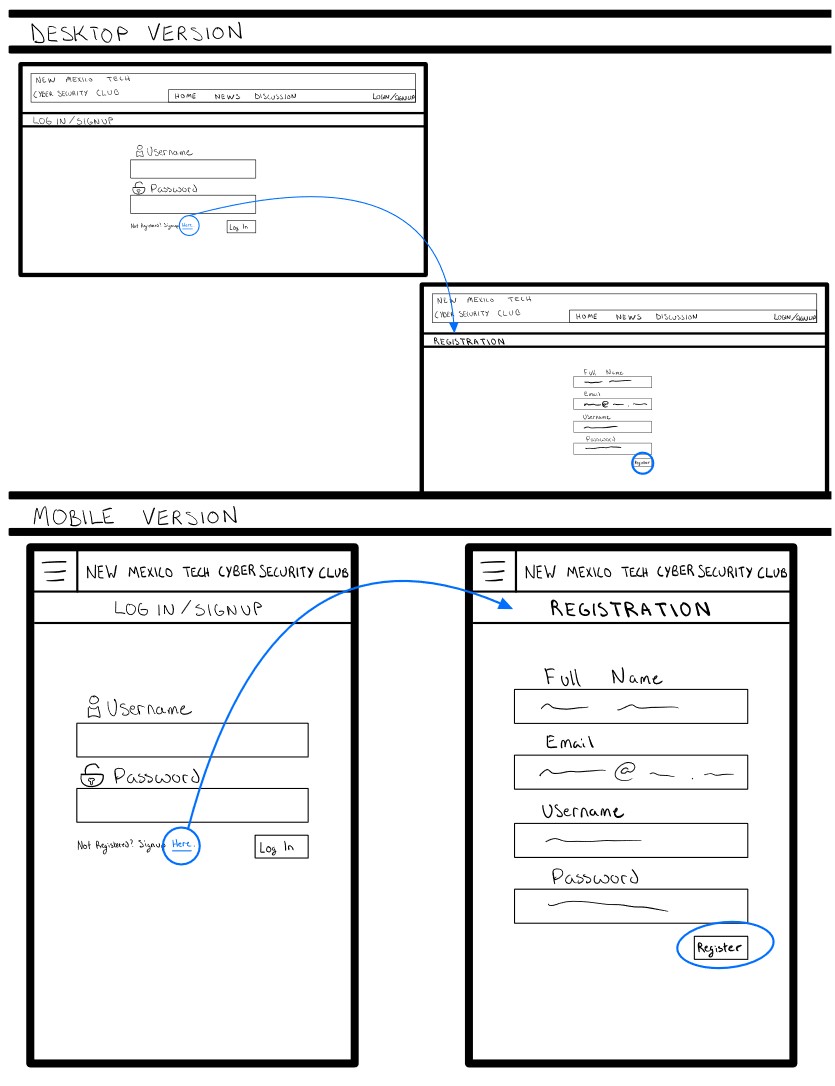 DESKTOP VERSION
NEW MEXICO TECH
CYBER SECURITY CLUB
HOME NEWS DISCUSSION LOGIN/SIGNUP
LOG IN/SIGNUP
Username
Password
Not Registered? Signup Here.
Log In
NEW MEXICO TECH
CYBER SECURITY CLUB
HOME NEWS DISCUSSION LOGIN/SIGNUP
REGISTRATION
Full Name
Email
@ .
Username
Password
Register
MOBILE VERSION
NEW MEXICO TECH CYBER SECURITY CLUB
LOG IN/SIGNUP
Username
Password
Not Registered? Signup Here.
Log In
NEW MEXICO TECH CYBER SECURITY CLUB
REGISTRATION
Full Name
Email
@ .
Username
Password
Register